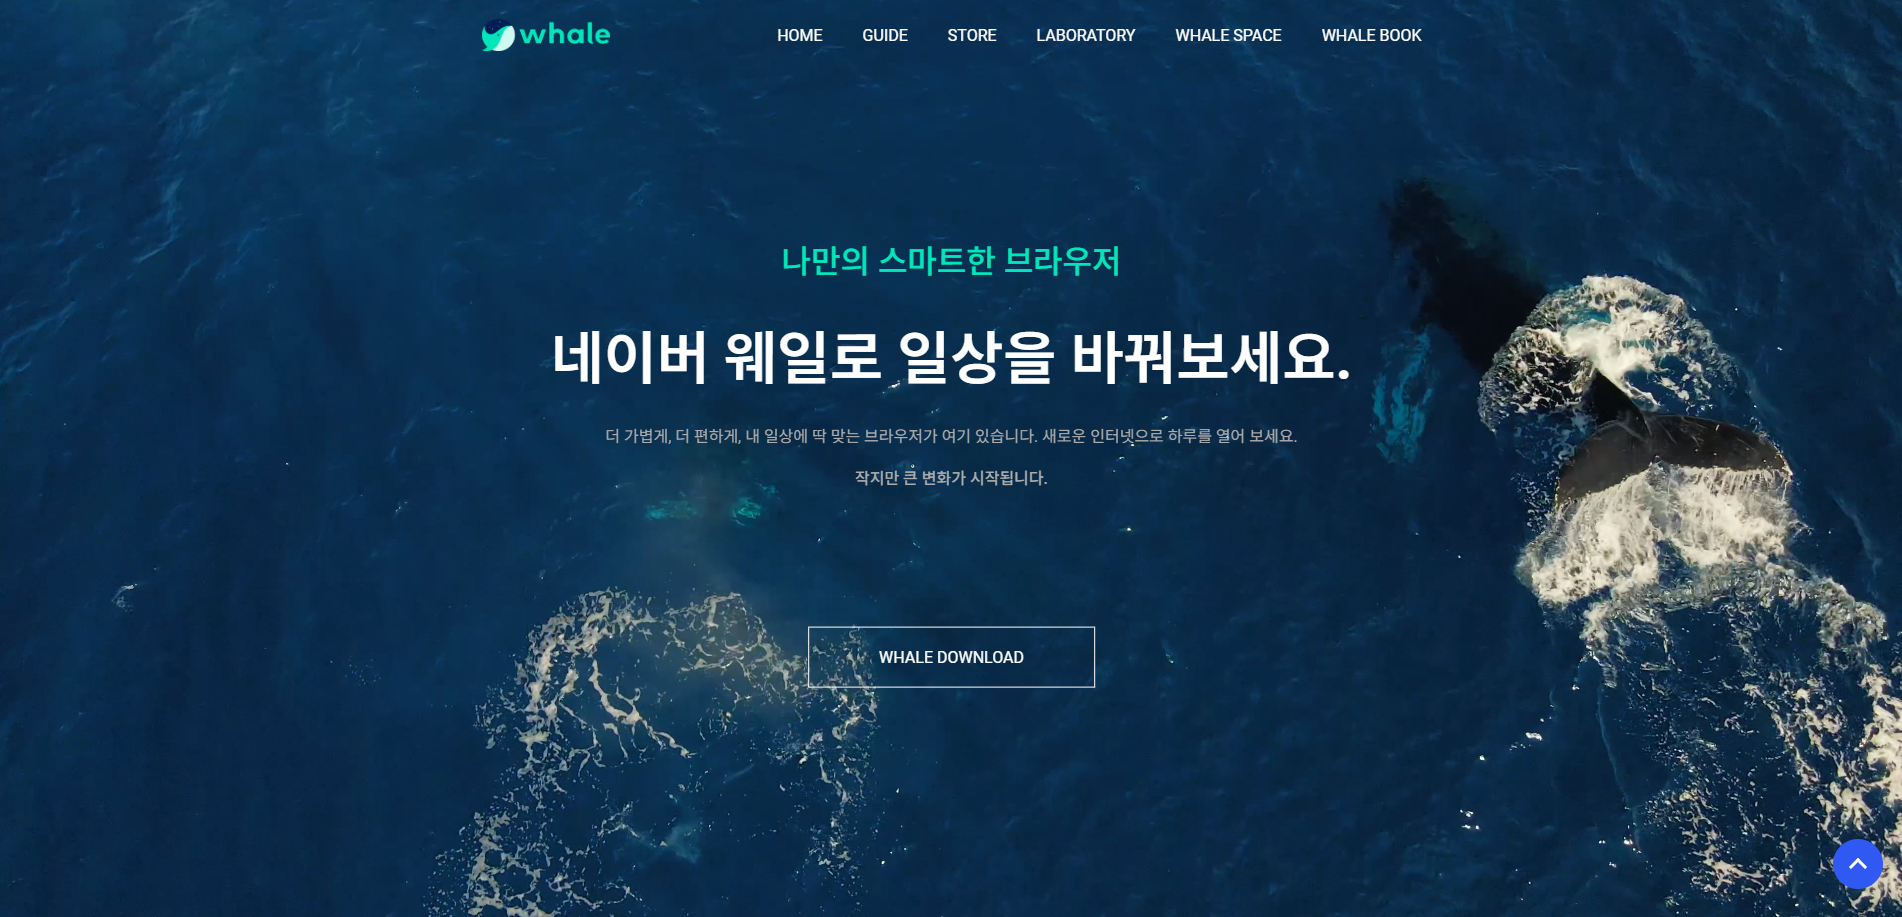 whale
HOME GUIDE STORE LABORATORY WHALE SPACE WHALE BOOK
나만의 스마트한 브라우저
네이버 웨일로 일상을 바꿔보세요.
더 가볍게, 더 편하게, 내 일상에 딱 맞는 브라우저가 여기 있습니다. 새로운 인터넷으로 하루를 열어 보세요.
작지만 큰 변화가 시작됩니다.
WHALE DOWNLOAD